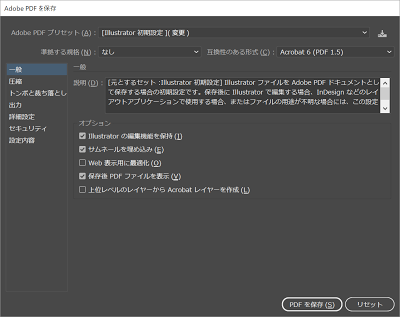 Adobe PDF を保存
Adobe PDF プリセット (A) : [Illustrator 初期設定 ] ( 変更 )
準拠する規格 (N) : なし 互換性のある形式 (C) : Acrobat 6 (PDF 1.5)
一般
圧縮
トンボと裁ち落とし
出力
詳細設定
セキュリティ
設定内容
一般
説明 (D) : [元とするセット :Illustrator 初期設定] Illustrator ファイルを Adobe PDF ドキュメントとし
て保存する場合の初期設定です。保存後に Illustrator で編集する場合、InDesign などのレイ
アウトアプリケーションで使用する場合、またはファイルの用途が不明な場合には、この設定
オプション
Illustrator の編集機能を保持 (I)
サムネールを埋め込み (E)
Web 表示用に最適化 (O)
保存後 PDF ファイルを表示 (V)
上位レベルのレイヤーから Acrobat レイヤーを作成 (L)
PDF を保存 (S) リセット